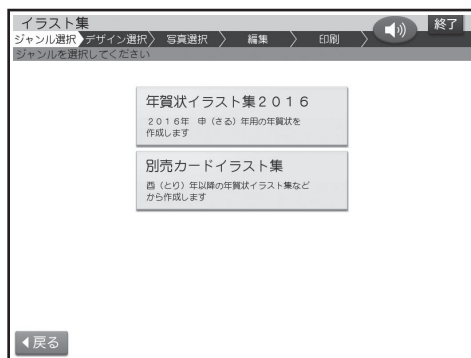 イラスト集
終了
ジャンル選択 デザイン選択 写真選択 編集 印刷
ジャンルを選択してください
年賀状イラスト集2016
2016年 申（さる）年用の年賀状を
作成します
別売カードイラスト集
酉（とり）年以降の年賀状イラスト集など
から作成します
戻る